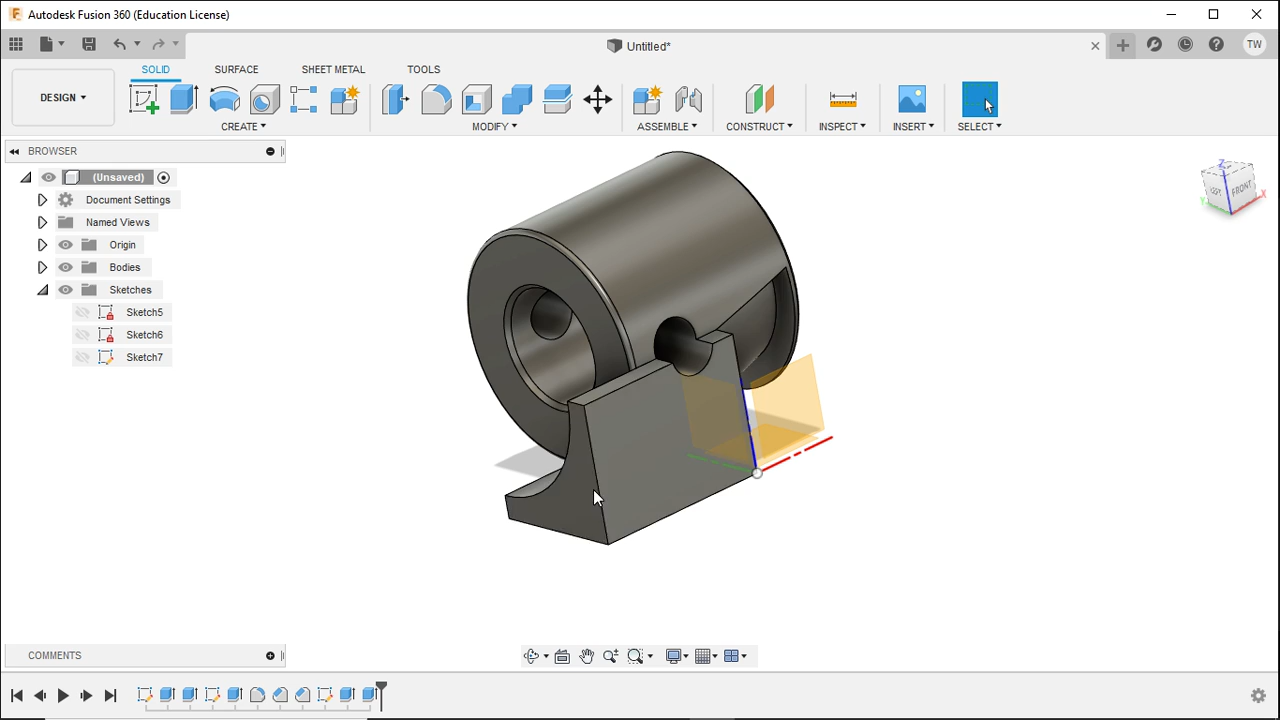 Autodesk Fusion 360 (Education License)
Untitled*
TW
DESIGN
SOLID SURFACE SHEET METAL TOOLS
CREATE MODIFY ASSEMBLE CONSTRUCT INSPECT INSERT SELECT
BROWSER
(Unsaved)
Document Settings
Named Views
Origin
Bodies
Sketches
Sketch5
Sketch6
Sketch7
Z
FRONT
X
Y
COMMENTS